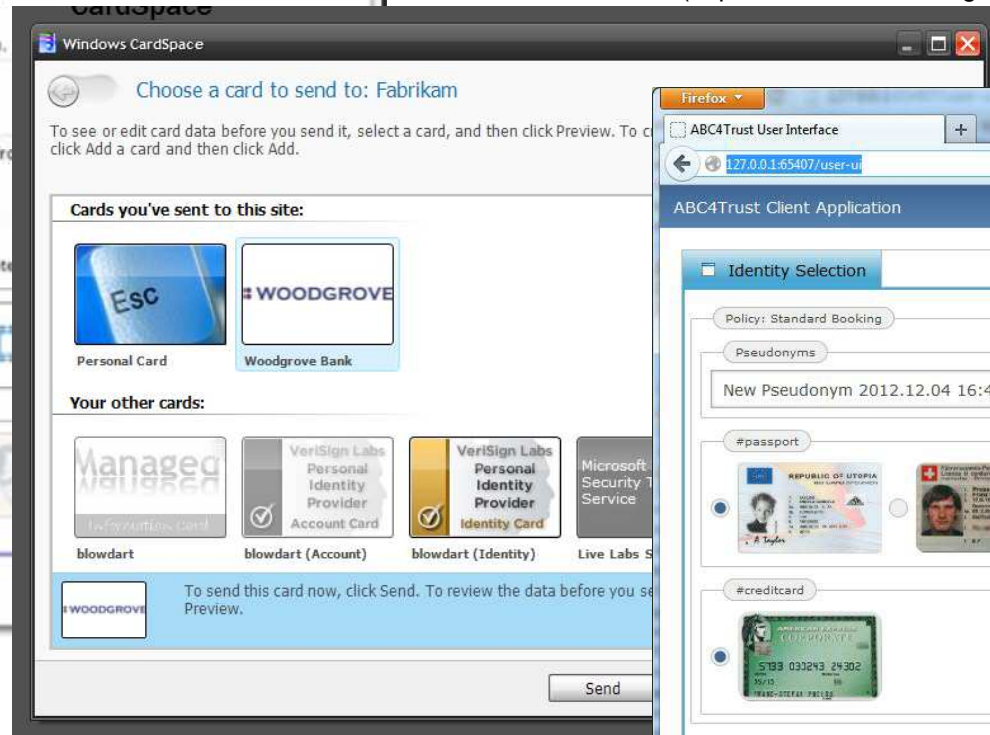 CardSpace
Windows CardSpace
Choose a card to send to: Fabrikam
To see or edit card data before you send it, select a card, and then click Preview. To c
click Add a card and then click Add.
Cards you've sent to this site:
Esc
WOODGROVE
Personal Card
Woodgrove Bank
Your other cards:
Managed
Information Card
VeriSign Labs
Personal
Identity
Provider
Account Card
VeriSign Labs
Personal
Identity
Provider
Identity Card
Microsoft
Security T
Service
blowdart
blowdart (Account)
blowdart (Identity)
Live Labs S
WOODGROVE
To send this card now, click Send. To review the data before you se
Preview.
Send
Firefox
ABC4Trust User Interface
127.0.0.1:65407/user-ui
ABC4Trust Client Application
Identity Selection
Policy: Standard Booking
Pseudonyms
New Pseudonym 2012.12.04 16:4
#passport
REPUBLIC OF UTOPIA
#creditcard
AMERICAN EXPRESS
CORPORATE